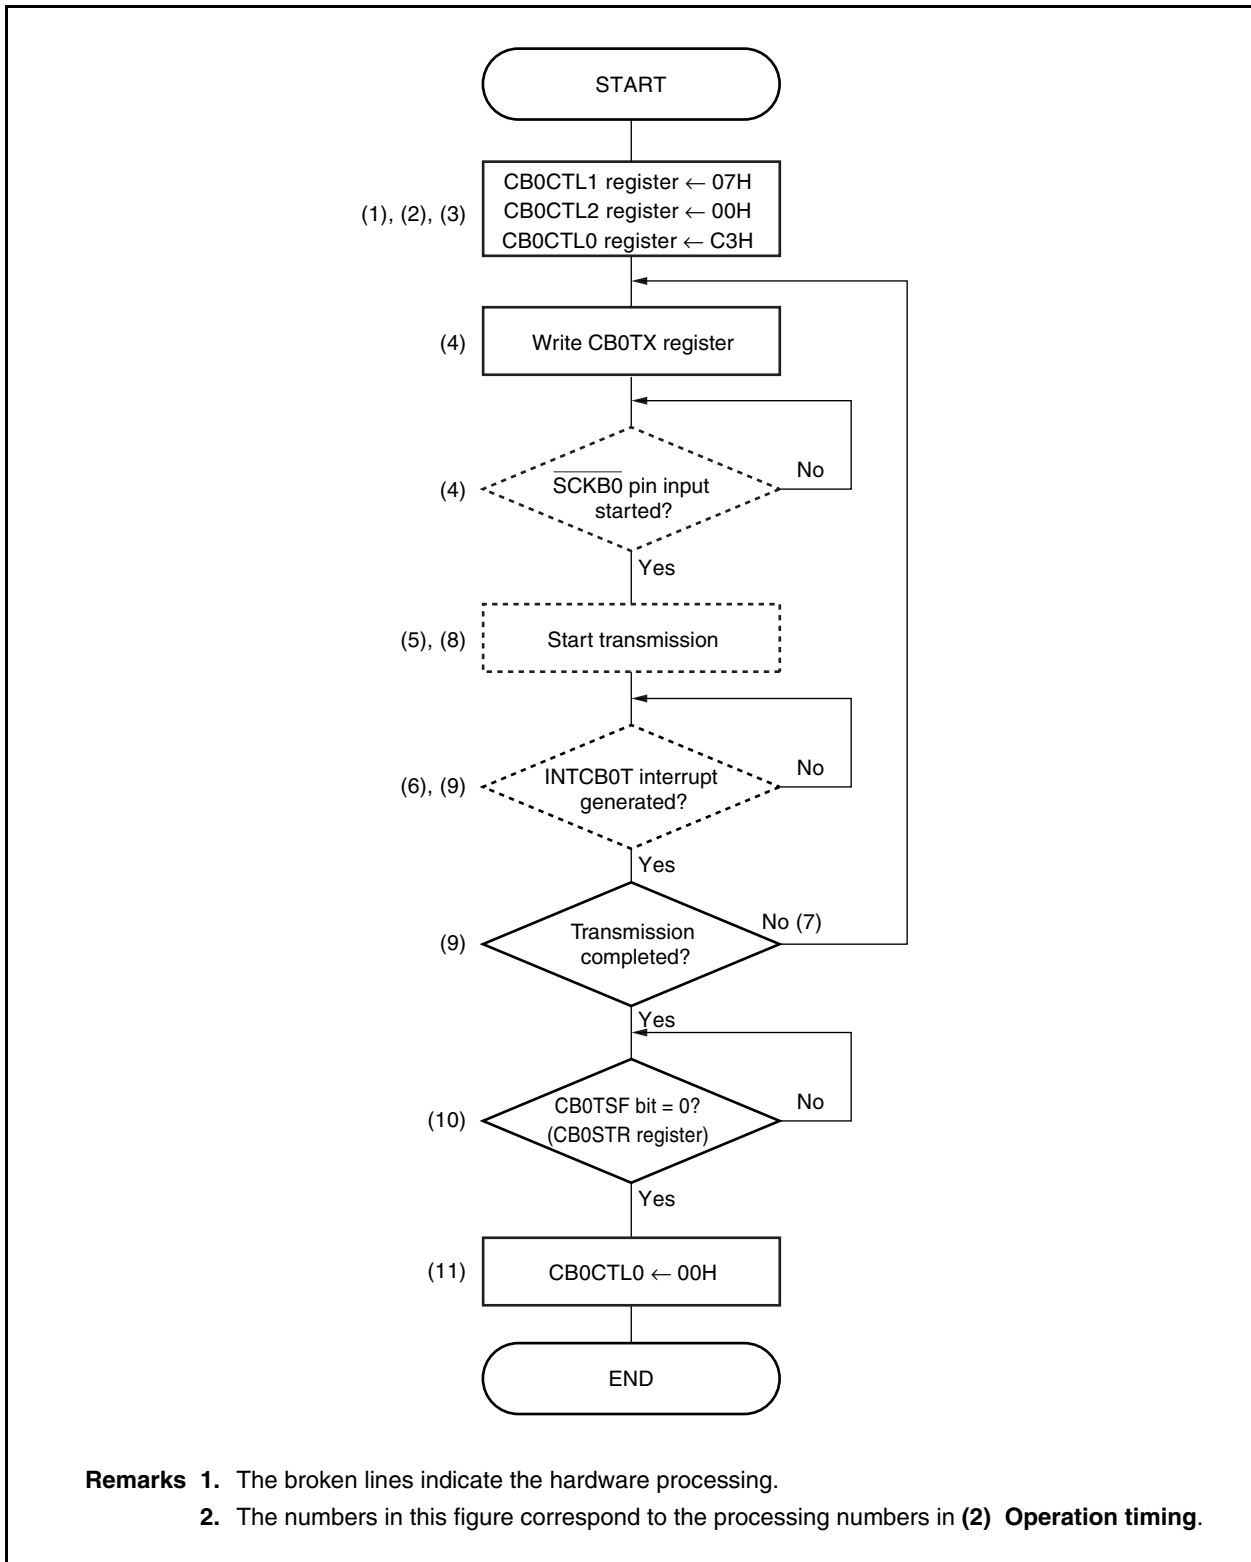 START
CB0CTL1 register ← 07H
(1), (2), (3)
CB0CTL2 register ← 00H
CB0CTL0 register ← C3H
(4)
Write CB0TX register
(4)
SCKB0 pin input
started?
No
Yes
(5), (8)
Start transmission
(6), (9)
INTCB0T interrupt
generated?
No
Yes
(9)
Transmission
completed?
No (7)
Yes
(10)
CB0TSF bit = 0?
(CB0STR register)
No
Yes
(11)
CB0CTL0 ← 00H
END
Remarks 1. The broken lines indicate the hardware processing.
2. The numbers in this figure correspond to the processing numbers in (2) Operation timing.